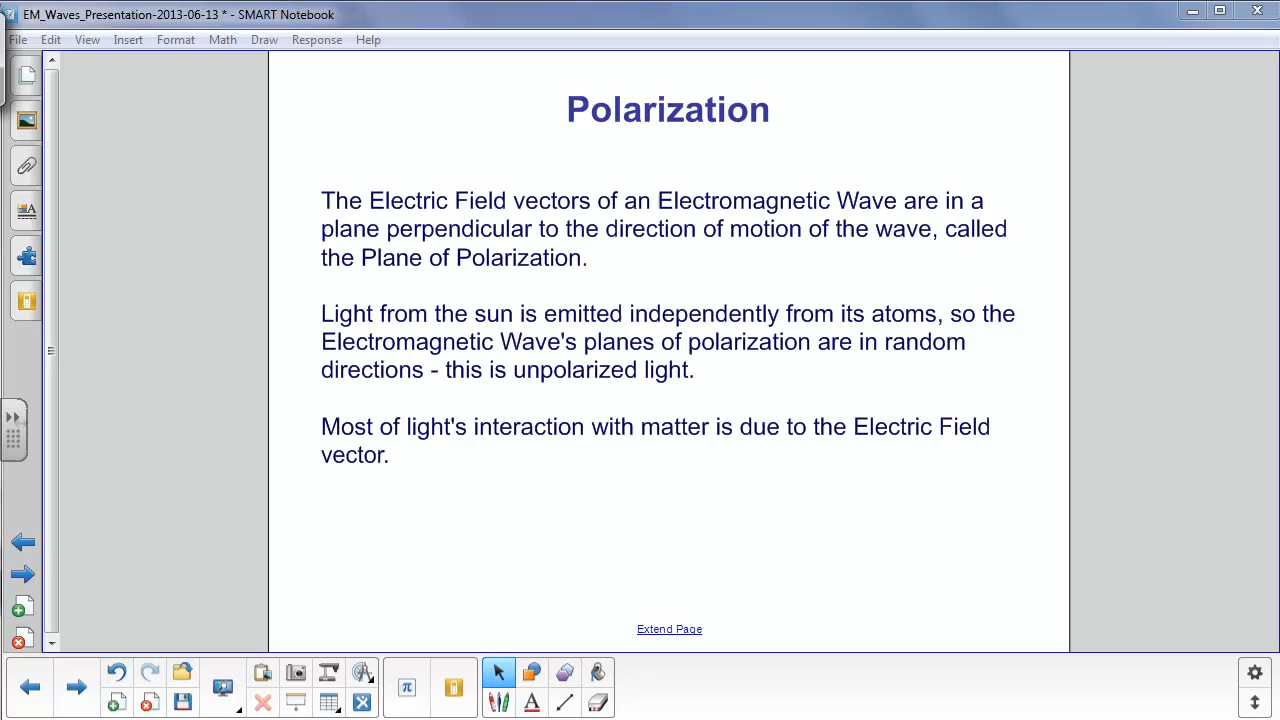 EM_Waves_Presentation-2013-06-13 * - SMART Notebook
File Edit View Insert Format Math Draw Response Help
Polarization
The Electric Field vectors of an Electromagnetic Wave are in a
plane perpendicular to the direction of motion of the wave, called
the Plane of Polarization.
Light from the sun is emitted independently from its atoms, so the
Electromagnetic Wave's planes of polarization are in random
directions - this is unpolarized light.
Most of light's interaction with matter is due to the Electric Field
vector.
Extend Page